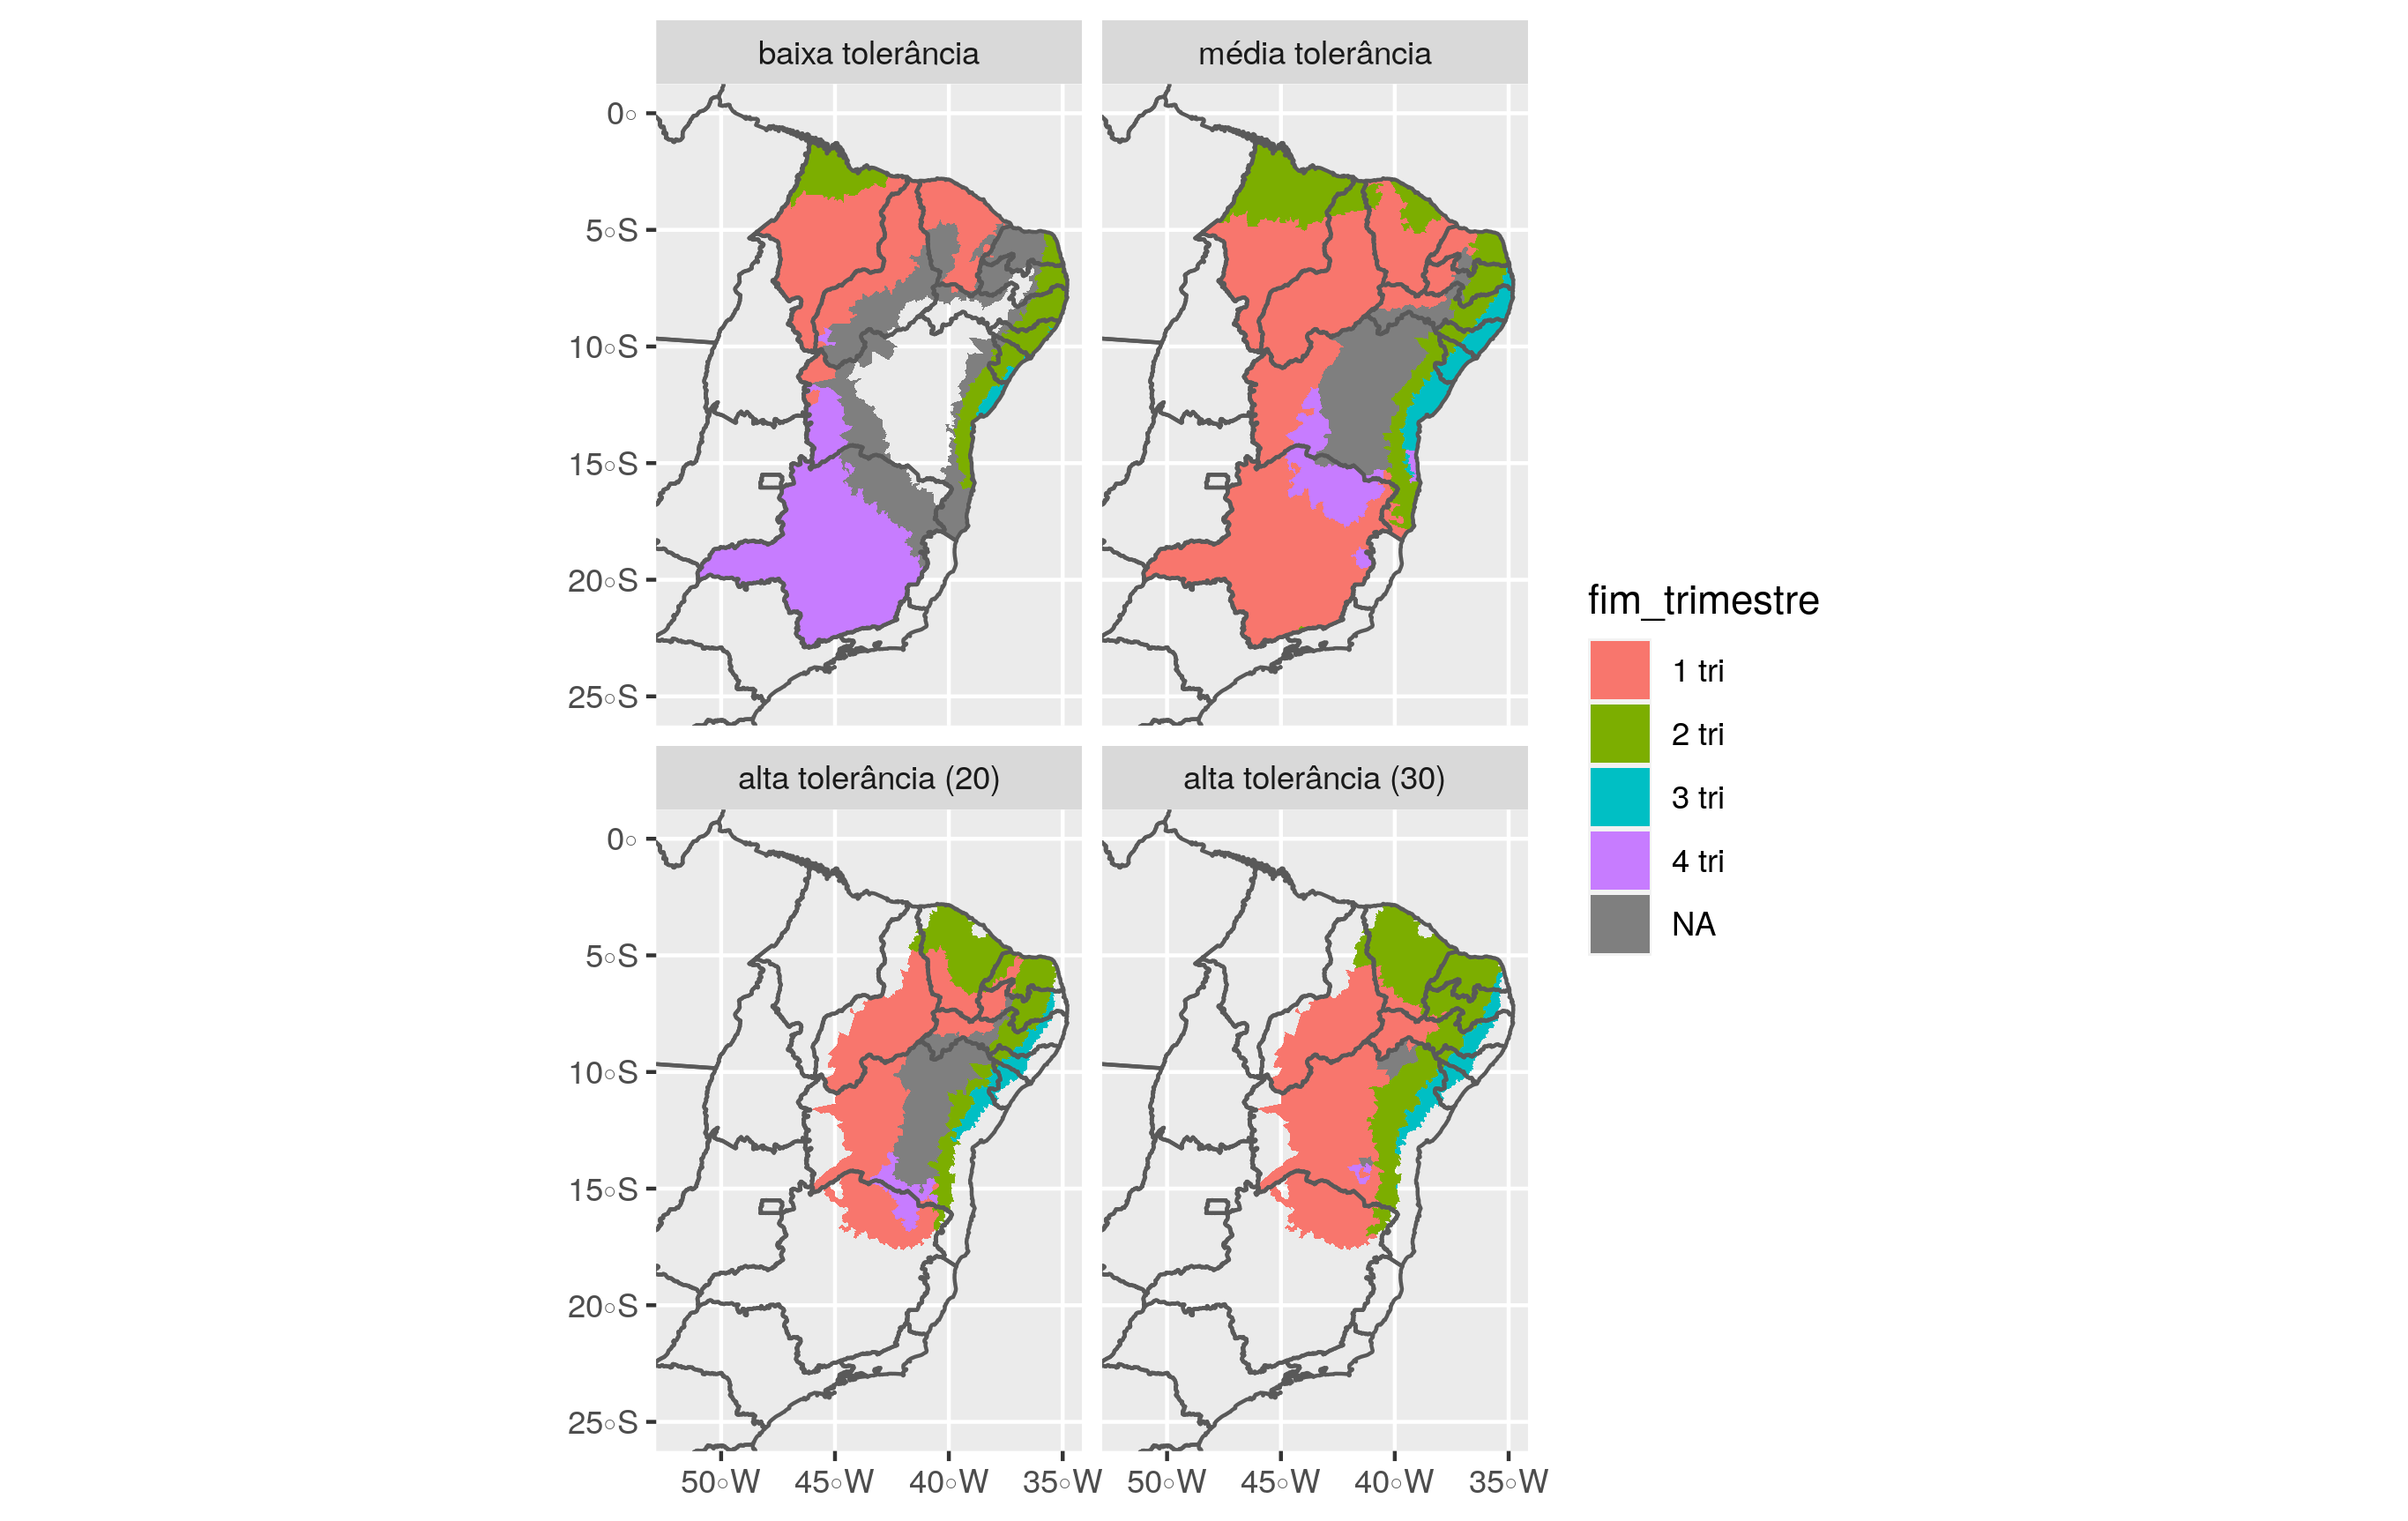 baixa tolerância
média tolerância
0°
5°S
10°S
15°S
20°S
25°S
alta tolerância (20)
alta tolerância (30)
0°
5°S
10°S
15°S
20°S
25°S
50°W
45°W
40°W
35°W
50°W
45°W
40°W
35°W
fim_trimestre
1 tri
2 tri
3 tri
4 tri
NA